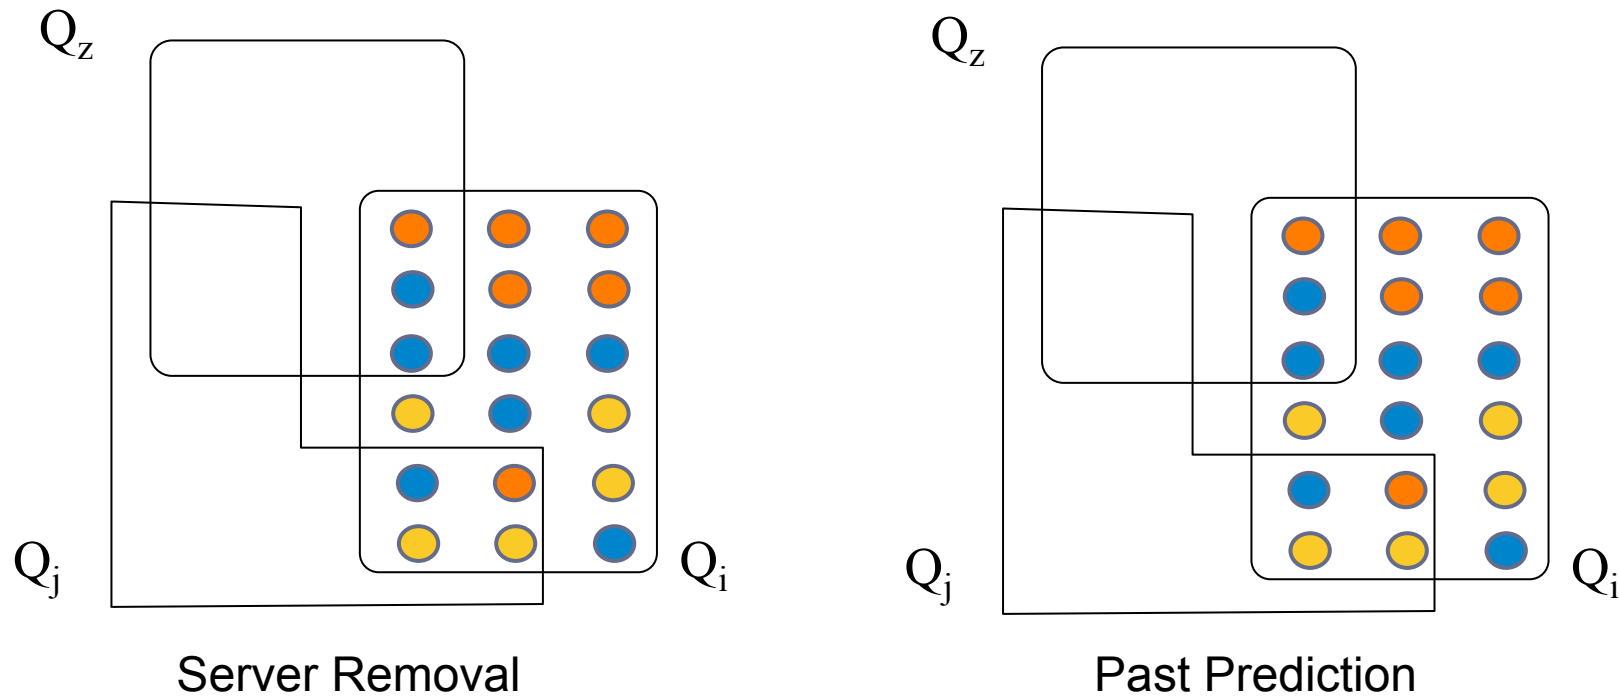 Qz
Qj
Qi
Server Removal
Qz
Qj
Qi
Past Prediction